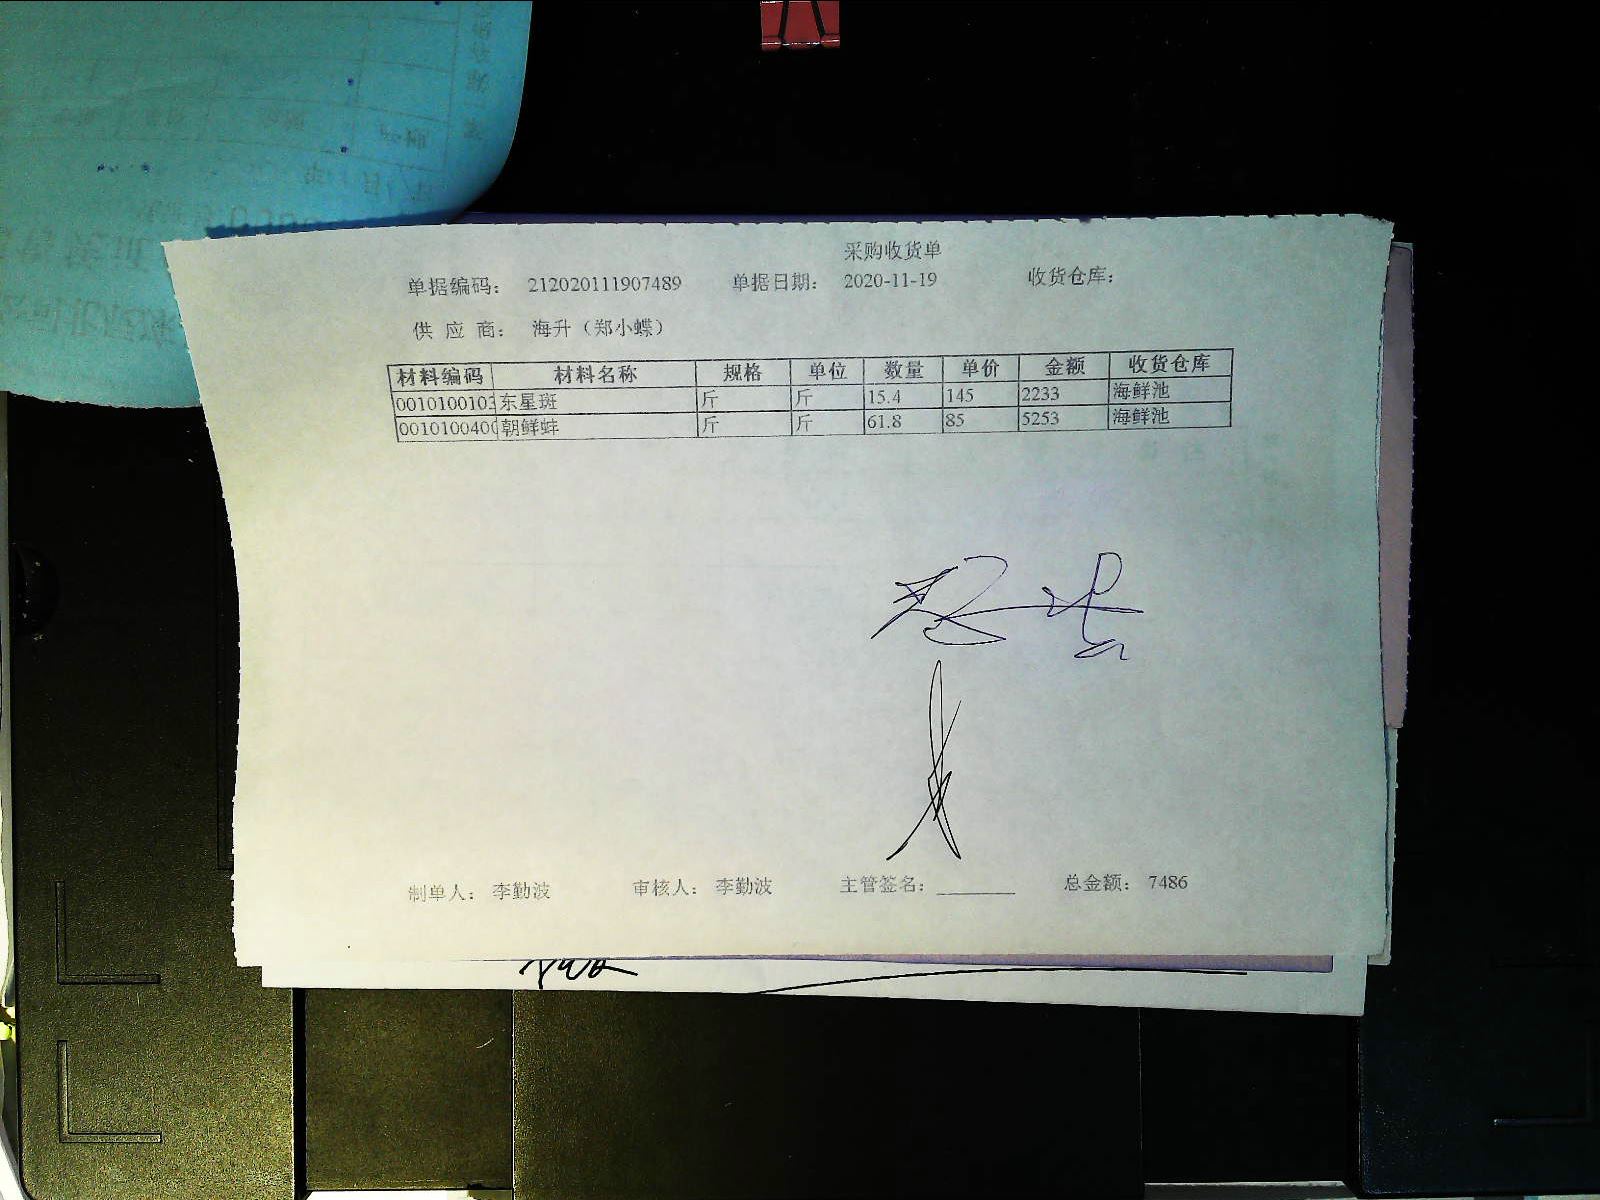 采购收货单
单据编码： 212020111907489 单据日期： 2020-11-19 收货仓库：
供 应 商： 海升（郑小蝶）
材料编码 材料名称 规格 单位 数量 单价 金额 收货仓库
0010100103 东星斑 斤 斤 15.4 145 2233 海鲜池
001010040 朝鲜蚌 斤 斤 61.8 85 5253 海鲜池
制单人： 李勤波 审核人： 李勤波 主管签名： 总金额： 7486